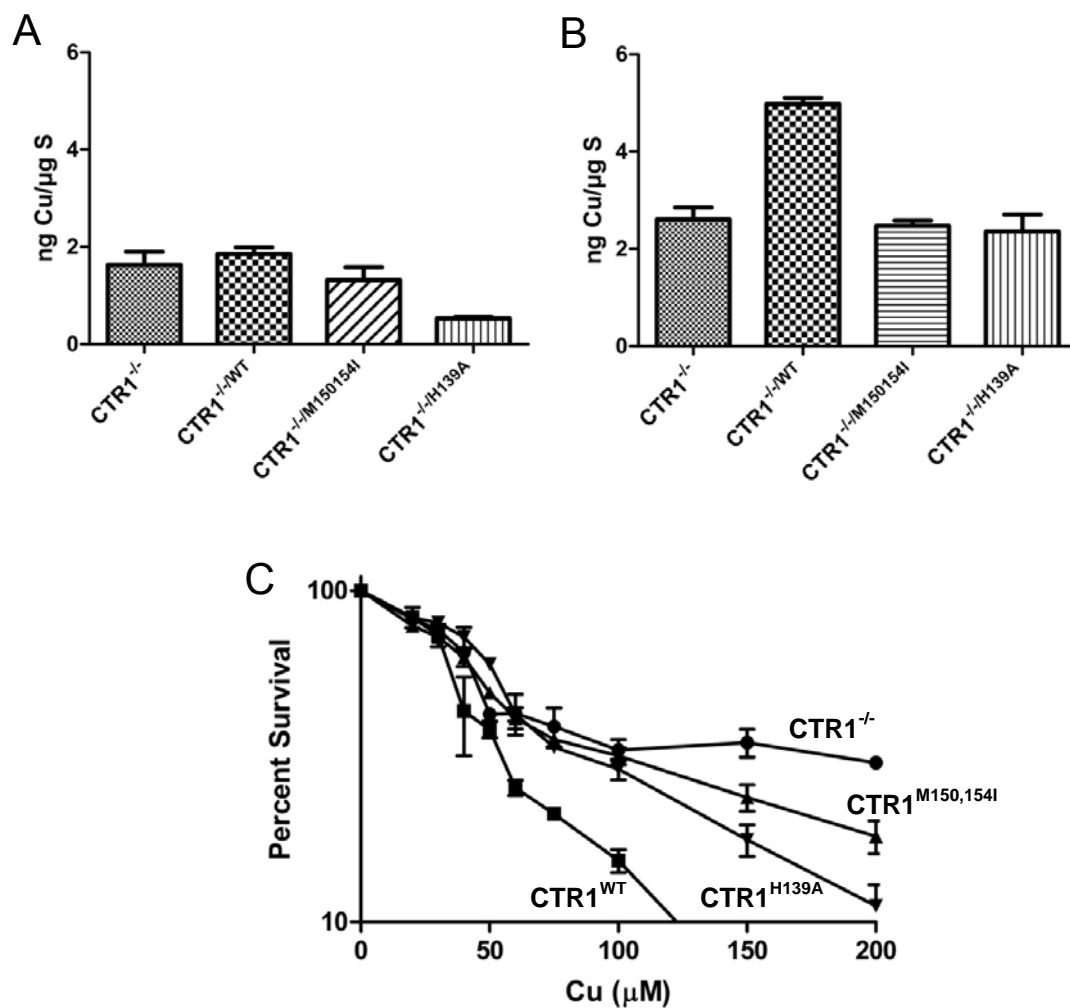 A
6
4
2
0
ng Cu/µg S
CTR1-/-
CTR1-/-/WT
CTR1-/-/M150154I
CTR1-/-/H139A
B
6
4
2
0
ng Cu/µg S
CTR1-/-
CTR1-/-/WT
CTR1-/-/M150154I
CTR1-/-/H139A
C
100
10
Percent Survival
CTR1-/-
CTR1M150,154I
CTR1WT
CTR1H139A
0
50
100
150
200
Cu (µM)